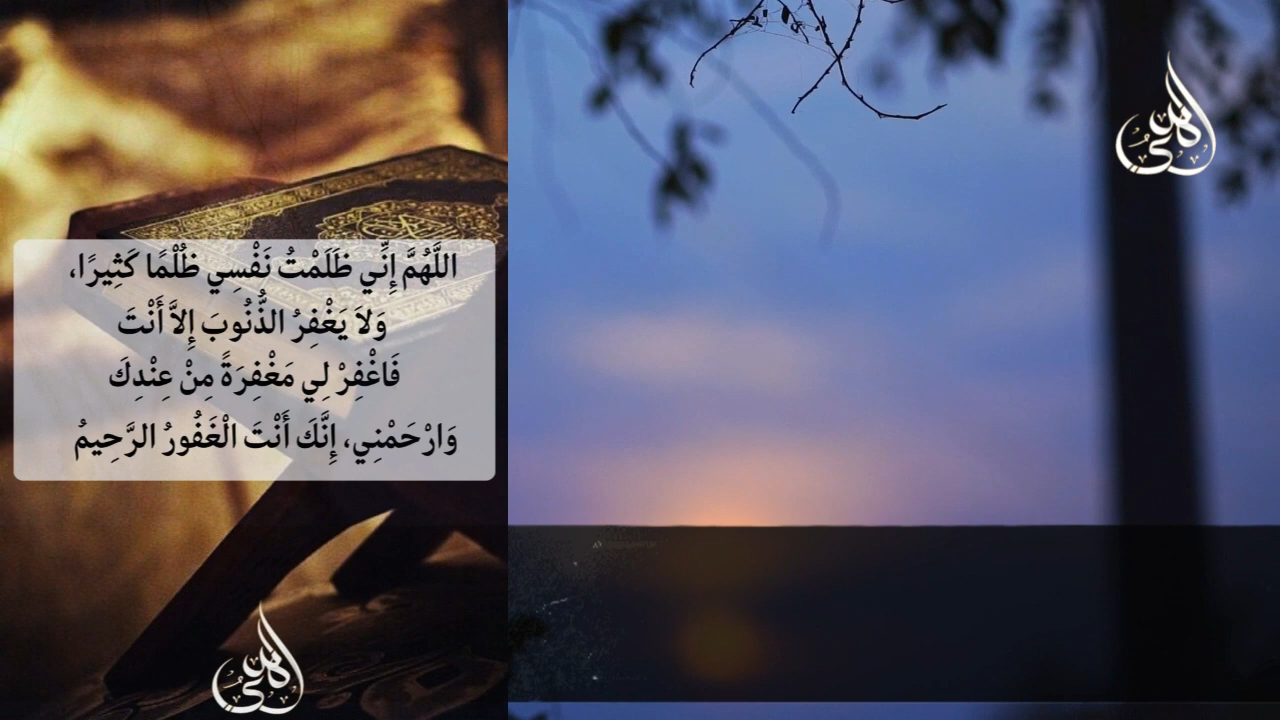 اللَّهُمَّ إِنِّي ظَلَمْتُ نَفْسِي ظُلْمًا كَثِيرًا،
وَلاَ يَغْفِرُ الذُّنُوبَ إِلاَّ أَنْتَ
فَاغْفِرْ لِي مَغْفِرَةً مِنْ عِنْدِكَ
وَارْحَمْنِي، إِنَّكَ أَنْتَ الْغَفُورُ الرَّحِيمُ